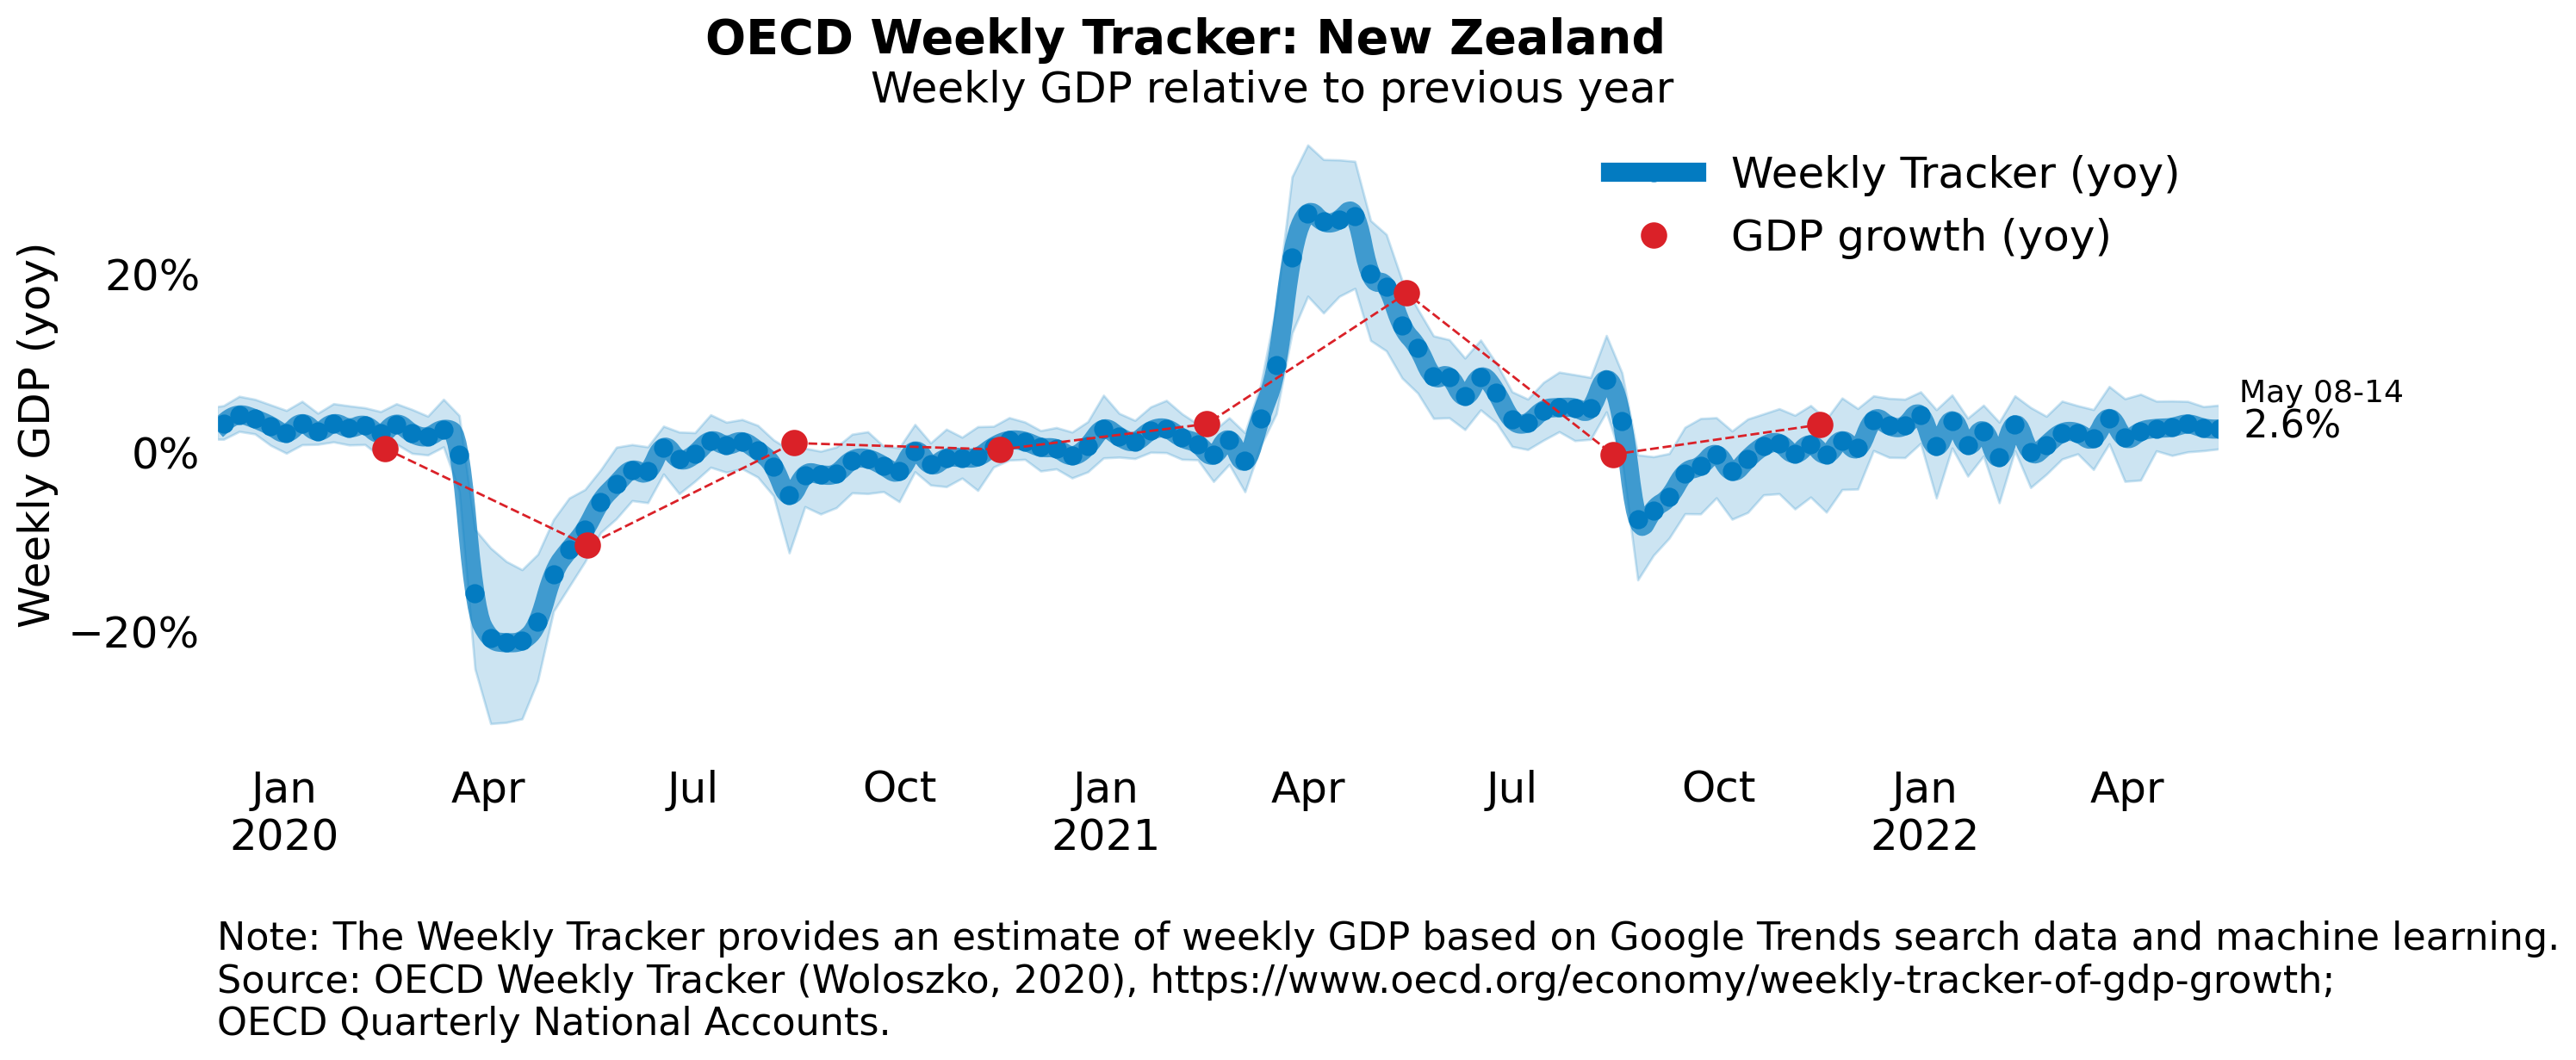 OECD Weekly Tracker: New Zealand
Weekly GDP relative to previous year
Weekly Tracker (yoy)
GDP growth (yoy)
Weekly GDP (yoy)
20%
0%
−20%
May 08-14
2.6%
Jan Apr Jul Oct Jan Apr Jul Oct Jan Apr
2020 2021 2022
Note: The Weekly Tracker provides an estimate of weekly GDP based on Google Trends search data and machine learning.
Source: OECD Weekly Tracker (Woloszko, 2020), https://www.oecd.org/economy/weekly-tracker-of-gdp-growth;
OECD Quarterly National Accounts.